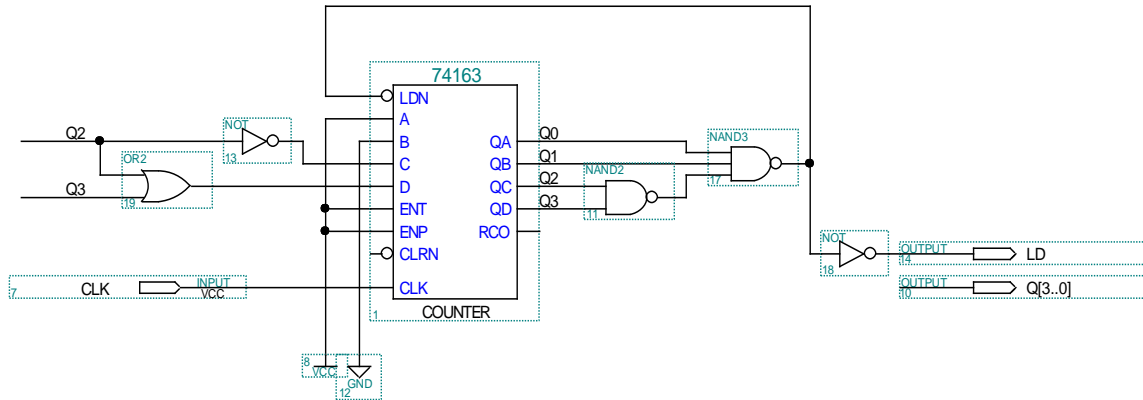 74163
LDN
A
B
C
D
ENT
ENP
CLRN
CLK
QA
QB
QC
QD
RCO
COUNTER
1
Q2
Q3
NOT
13
OR2
19
CLK
INPUT
VCC
7
8
VCC
GND
12
Q0
Q1
Q2
Q3
NAND2
11
NAND3
17
NOT
18
OUTPUT
14
LD
OUTPUT
10
Q[3..0]